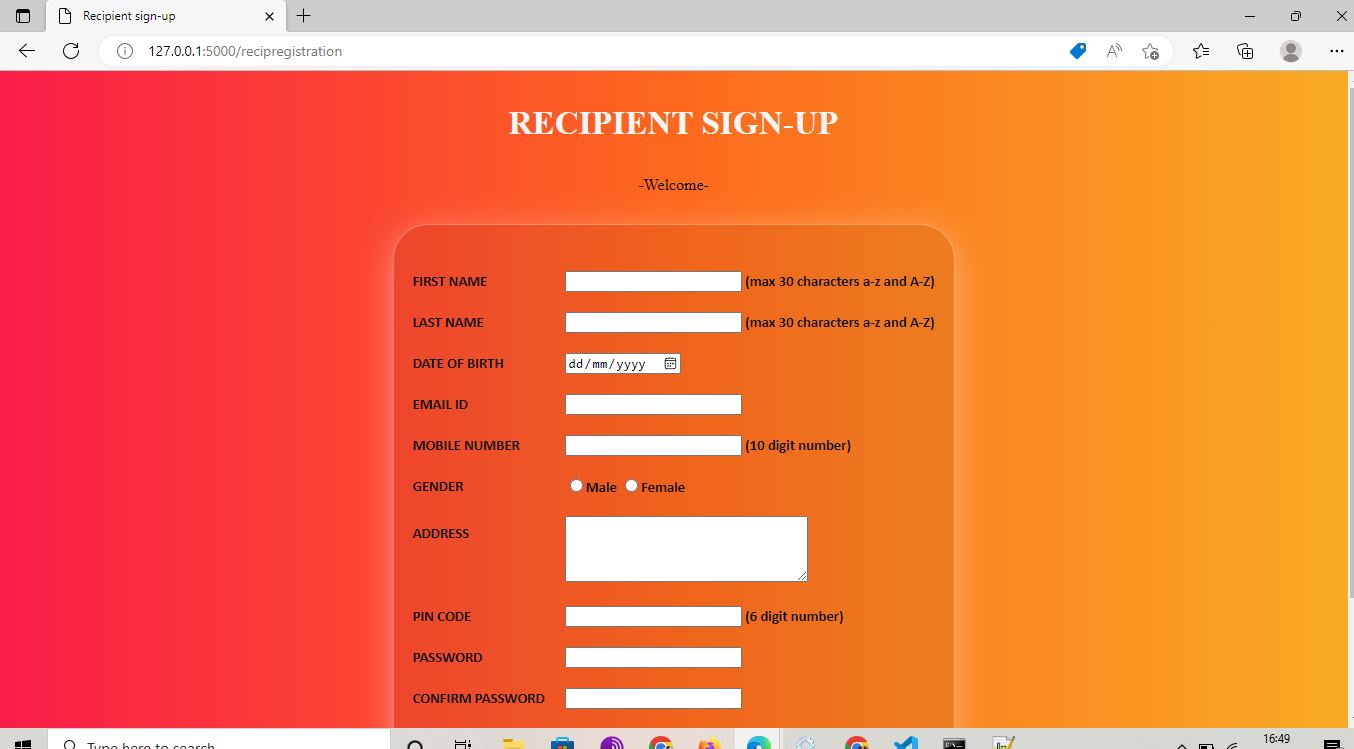 Recipient sign-up
127.0.0.1:5000/recipregistration
RECIPIENT SIGN-UP
-Welcome-
FIRST NAME (max 30 characters a-z and A-Z)
LAST NAME (max 30 characters a-z and A-Z)
DATE OF BIRTH dd/mm/yyyy
EMAIL ID
MOBILE NUMBER (10 digit number)
GENDER Male Female
ADDRESS
PIN CODE (6 digit number)
PASSWORD
CONFIRM PASSWORD
Type here to search
16:49